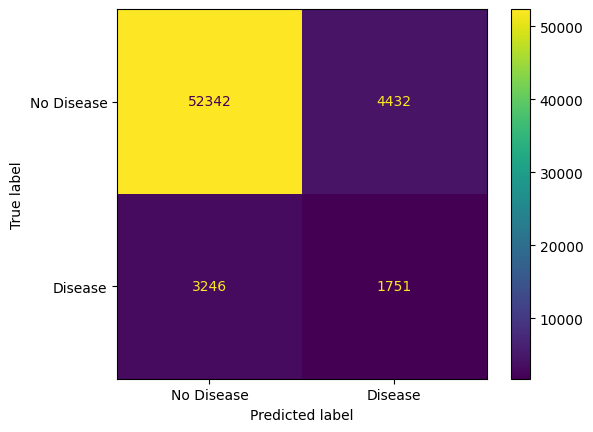 No Disease
Disease
True label
52342
4432
3246
1751
No Disease
Disease
Predicted label
50000
40000
30000
20000
10000